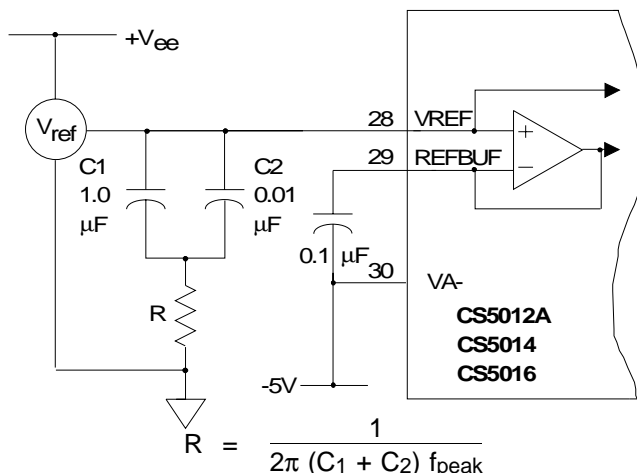 +Vee
Vref
28 VREF
+
29 REFBUF
−
C1
1.0
μF
C2
0.01
μF
0.1 μF
30
VA-
R
CS5012A
CS5014
CS5016
-5V
R = 1 / 2π (C1 + C2) fpeak